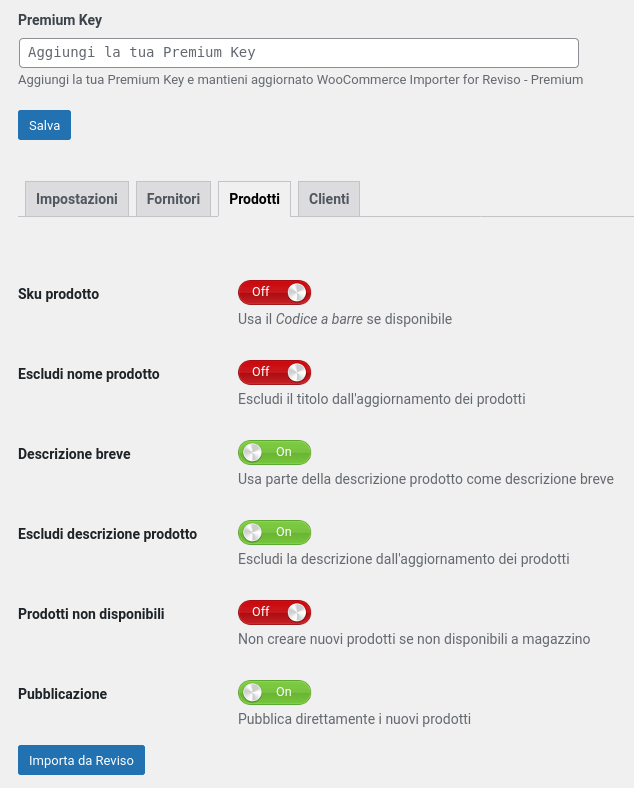 Premium Key
Aggiungi la tua Premium Key
Aggiungi la tua Premium Key e mantieni aggiornato WooCommerce Importer for Reviso - Premium
Salva
Impostazioni Fornitori Prodotti Clienti
Sku prodotto Off
Usa il Codice a barre se disponibile
Escludi nome prodotto Off
Escludi il titolo dall'aggiornamento dei prodotti
Descrizione breve On
Usa parte della descrizione prodotto come descrizione breve
Escludi descrizione prodotto On
Escludi la descrizione dall'aggiornamento dei prodotti
Prodotti non disponibili Off
Non creare nuovi prodotti se non disponibili a magazzino
Pubblicazione On
Pubblica direttamente i nuovi prodotti
Importa da Reviso